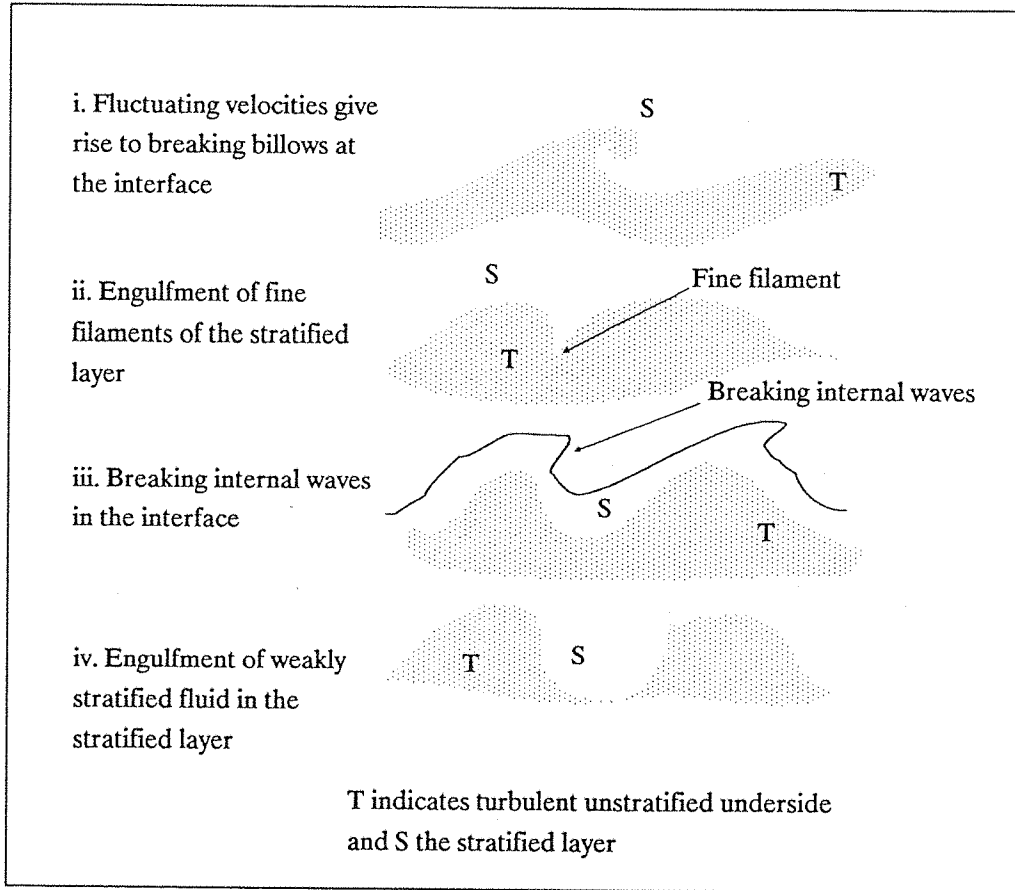 i. Fluctuating velocities give
rise to breaking billows at
the interface
S
T
ii. Engulfment of fine
filaments of the stratified
layer
S
T
Fine filament
Breaking internal waves
iii. Breaking internal waves
in the interface
S
T
iv. Engulfment of weakly
stratified fluid in the
stratified layer
T
S
T indicates turbulent unstratified underside
and S the stratified layer